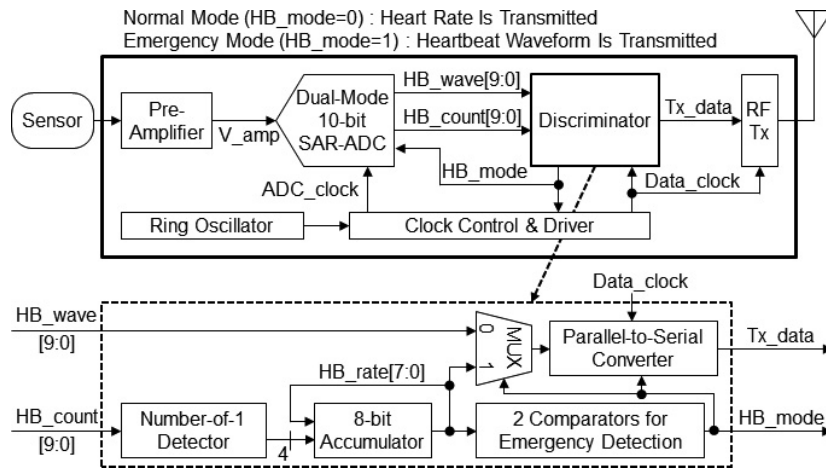 Normal Mode (HB_mode=0) : Heart Rate Is Transmitted
Emergency Mode (HB_mode=1) : Heartbeat Waveform Is Transmitted
Sensor
Pre-
Amplifier
V_amp
Dual-Mode
10-bit
SAR-ADC
HB_wave[9:0]
HB_count[9:0]
HB_mode
Discriminator
Tx_data
RF
Tx
ADC_clock
Data_clock
Ring Oscillator
Clock Control & Driver
HB_wave
[9:0]
Data_clock
0
1
MUX
Parallel-to-Serial
Converter
Tx_data
HB_rate[7:0]
HB_count
[9:0]
Number-of-1
Detector
4
8-bit
Accumulator
2 Comparators for
Emergency Detection
HB_mode